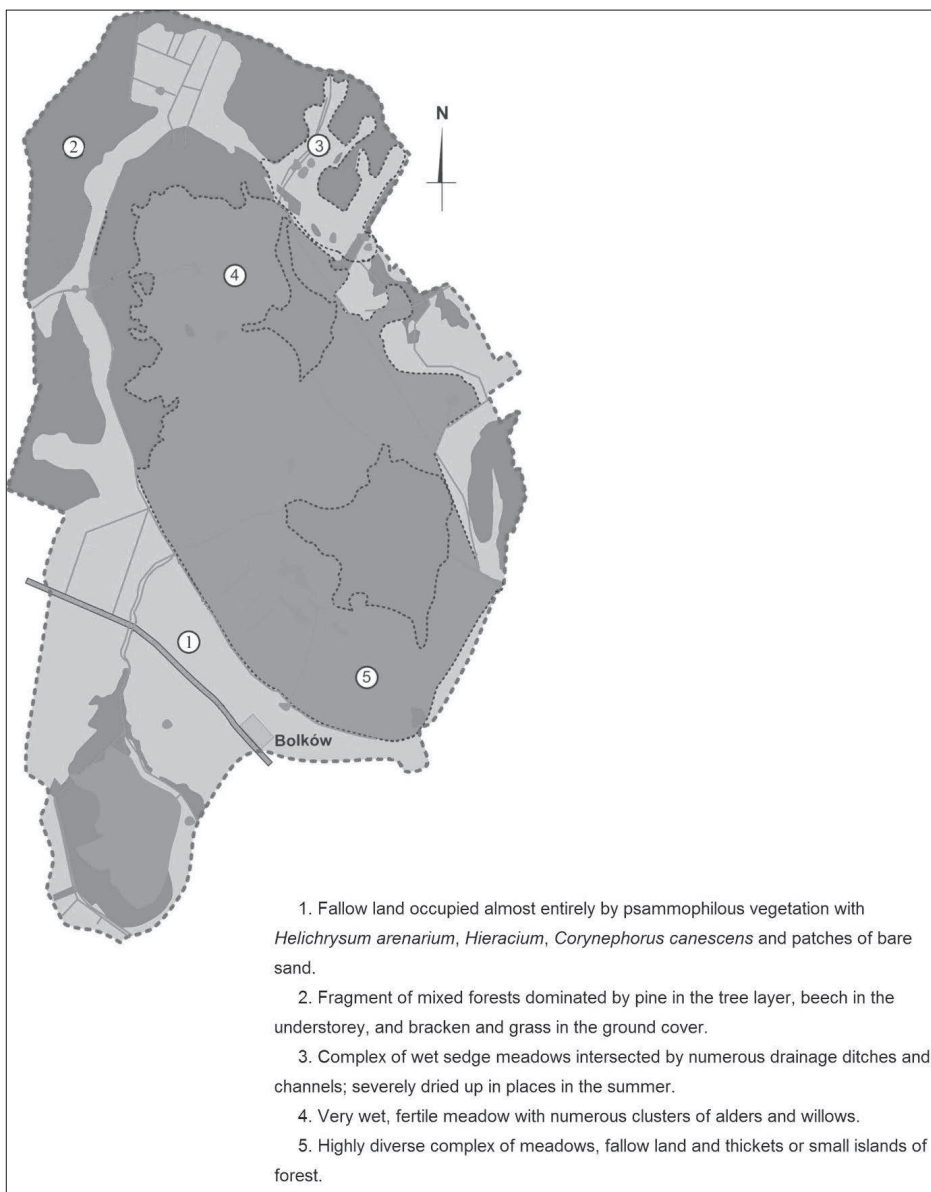 N
2
3
4
1
5
Bolków
1. Fallow land occupied almost entirely by psammophilous vegetation with
Helichrysum arenarium, Hieracium, Corynephorus canescens and patches of bare
sand.
2. Fragment of mixed forests dominated by pine in the tree layer, beech in the
understorey, and bracken and grass in the ground cover.
3. Complex of wet sedge meadows intersected by numerous drainage ditches and
channels; severely dried up in places in the summer.
4. Very wet, fertile meadow with numerous clusters of alders and willows.
5. Highly diverse complex of meadows, fallow land and thickets or small islands of
forest.